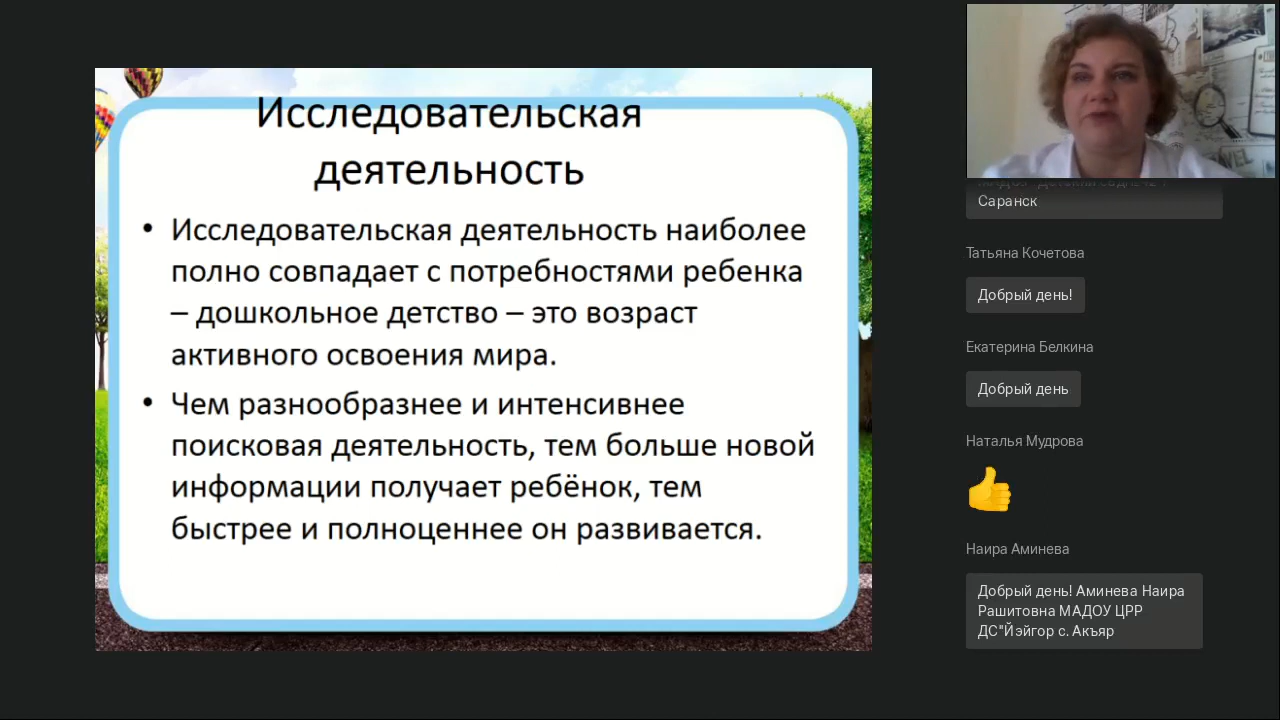 Исследовательская
деятельность
• Исследовательская деятельность наиболее
полно совпадает с потребностями ребенка
– дошкольное детство – это возраст
активного освоения мира.
• Чем разнообразнее и интенсивнее
поисковая деятельность, тем больше новой
информации получает ребёнок, тем
быстрее и полноценнее он развивается.
Саранск
Татьяна Кочетова
Добрый день!
Екатерина Белкина
Добрый день
Наталья Мудрова
Наира Аминева
Добрый день! Аминева Наира
Рашитовна МАДОУ ЦРР
ДС"Йэйгор с. Акъяр